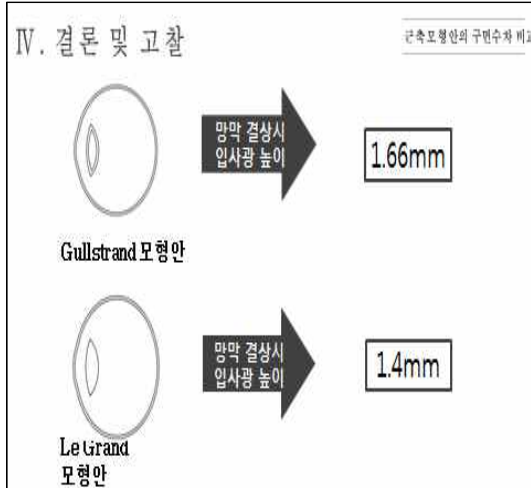 Ⅳ. 결론 및 고찰
근축모형안의 구면수차 비교
망막 결상시
입사광 높이
1.66mm
Gullstrand 모형안
망막 결상시
입사광 높이
1.4mm
Le Grand
모형안